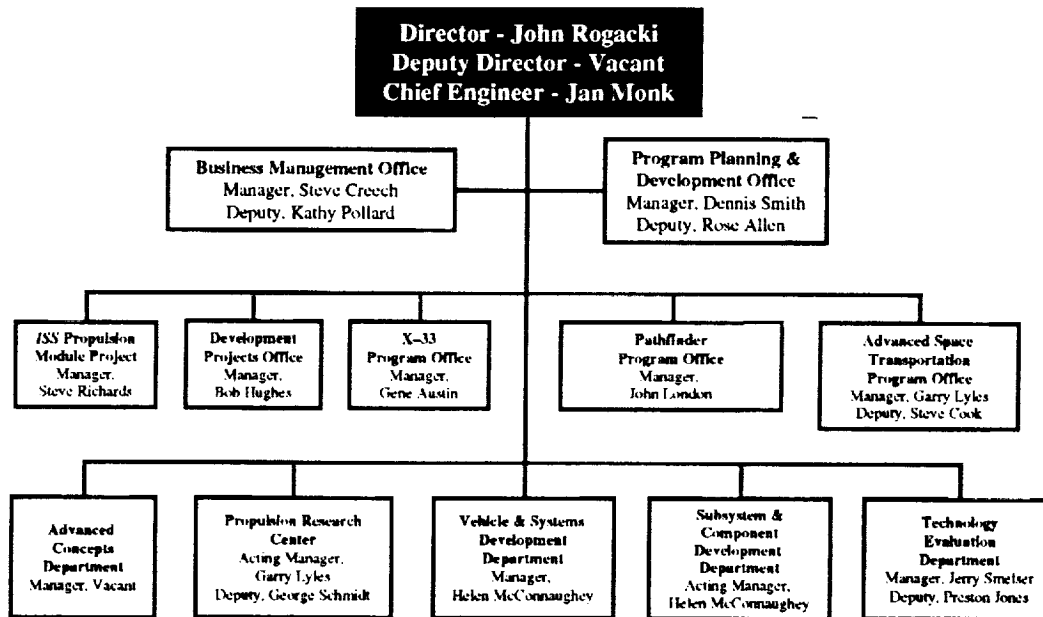 Director - John Rogacki
Deputy Director - Vacant
Chief Engineer - Jan Monk
Business Management Office
Manager, Steve Creech
Deputy, Kathy Pollard
Program Planning &
Development Office
Manager, Dennis Smith
Deputy, Rose Allen
ISS Propulsion
Module Project
Manager,
Steve Richards
Development
Projects Office
Manager,
Bob Hughes
X–33
Program Office
Manager,
Gene Austin
Pathfinder
Program Office
Manager,
John London
Advanced Space
Transportation
Program Office
Manager, Garry Lyles
Deputy, Steve Cook
Advanced
Concepts
Department
Manager, Vacant
Propulsion Research
Center
Acting Manager,
Garry Lyles
Deputy, George Schmidt
Vehicle & Systems
Development
Department
Manager,
Helen McConnaughey
Subsystem &
Component
Development
Department
Acting Manager,
Helen McConnaughey
Technology
Evaluation
Department
Manager, Jerry Smelser
Deputy, Preston Jones